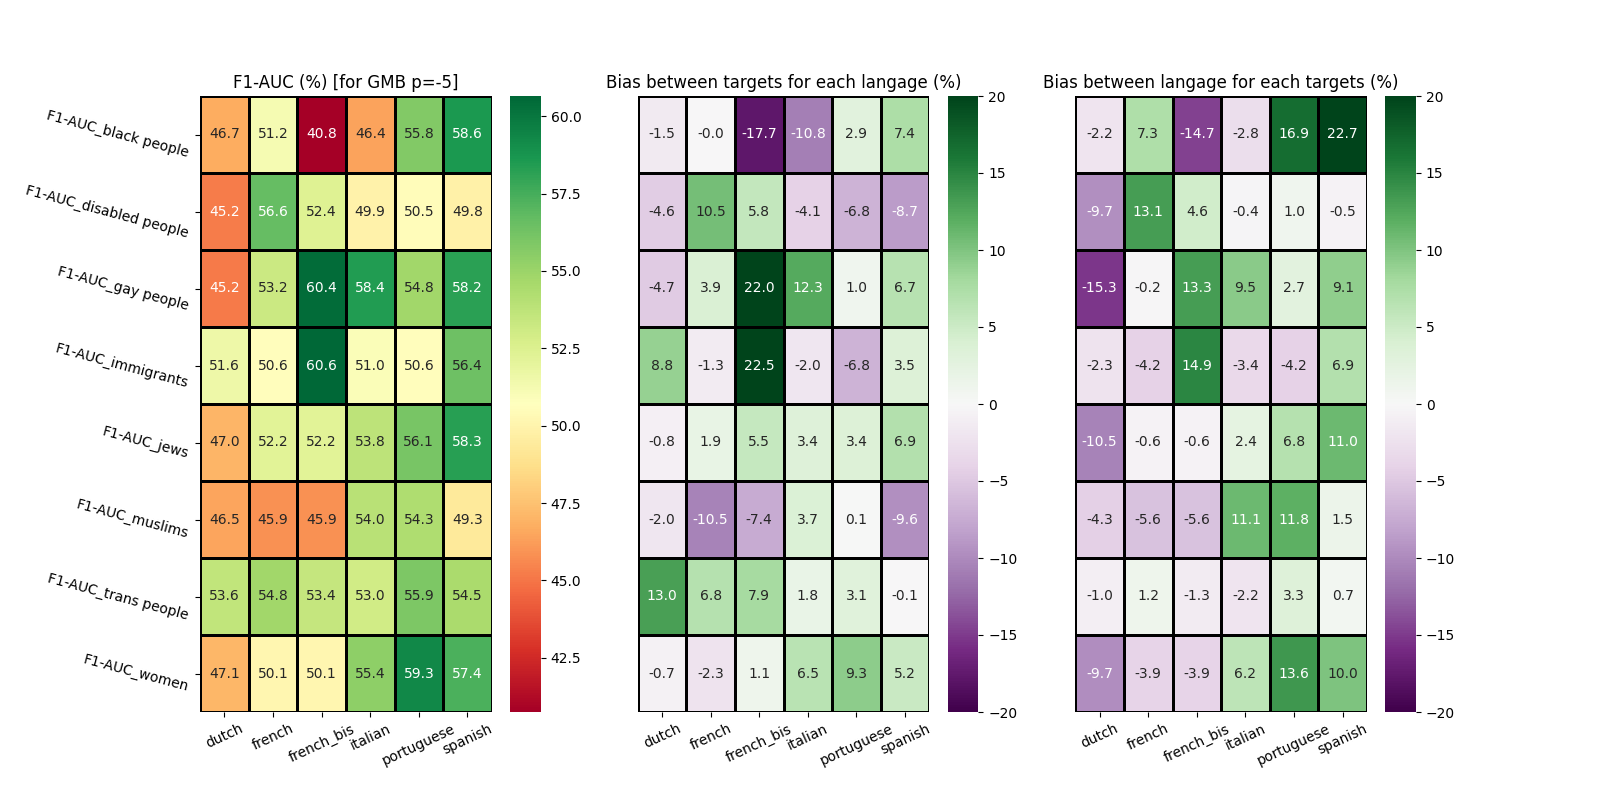 F1-AUC (%) [for GMB p=-5]
Bias between targets for each langage (%)
Bias between langage for each targets (%)
F1-AUC_black people 46.7 51.2 40.8 46.4 55.8 58.6 -1.5 -0.0 -17.7 -10.8 2.9 7.4 -2.2 7.3 -14.7 -2.8 16.9 22.7
F1-AUC_disabled people 45.2 56.6 52.4 49.9 50.5 49.8 -4.6 10.5 5.8 -4.1 -6.8 -8.7 -9.7 13.1 4.6 -0.4 1.0 -0.5
F1-AUC_gay people 45.2 53.2 60.4 58.4 54.8 58.2 -4.7 3.9 22.0 12.3 1.0 6.7 -15.3 -0.2 13.3 9.5 2.7 9.1
F1-AUC_immigrants 51.6 50.6 60.6 51.0 50.6 56.4 8.8 -1.3 22.5 -2.0 -6.8 3.5 -2.3 -4.2 14.9 -3.4 -4.2 6.9
F1-AUC_jews 47.0 52.2 52.2 53.8 56.1 58.3 -0.8 1.9 5.5 3.4 3.4 6.9 -10.5 -0.6 -0.6 2.4 6.8 11.0
F1-AUC_muslims 46.5 45.9 45.9 54.0 54.3 49.3 -2.0 -10.5 -7.4 3.7 0.1 -9.6 -4.3 -5.6 -5.6 11.1 11.8 1.5
F1-AUC_trans people 53.6 54.8 53.4 53.0 55.9 54.5 13.0 6.8 7.9 1.8 3.1 -0.1 -1.0 1.2 -1.3 -2.2 3.3 0.7
F1-AUC_women 47.1 50.1 50.1 55.4 59.3 57.4 -0.7 -2.3 1.1 6.5 9.3 5.2 -9.7 -3.9 -3.9 6.2 13.6 10.0
dutch french french_bis italian portuguese spanish
dutch french french_bis italian portuguese spanish
dutch french french_bis italian portuguese spanish
60.0
57.5
55.0
52.5
50.0
47.5
45.0
42.5
20
15
10
5
0
−5
−10
−15
−20
20
15
10
5
0
−5
−10
−15
−20